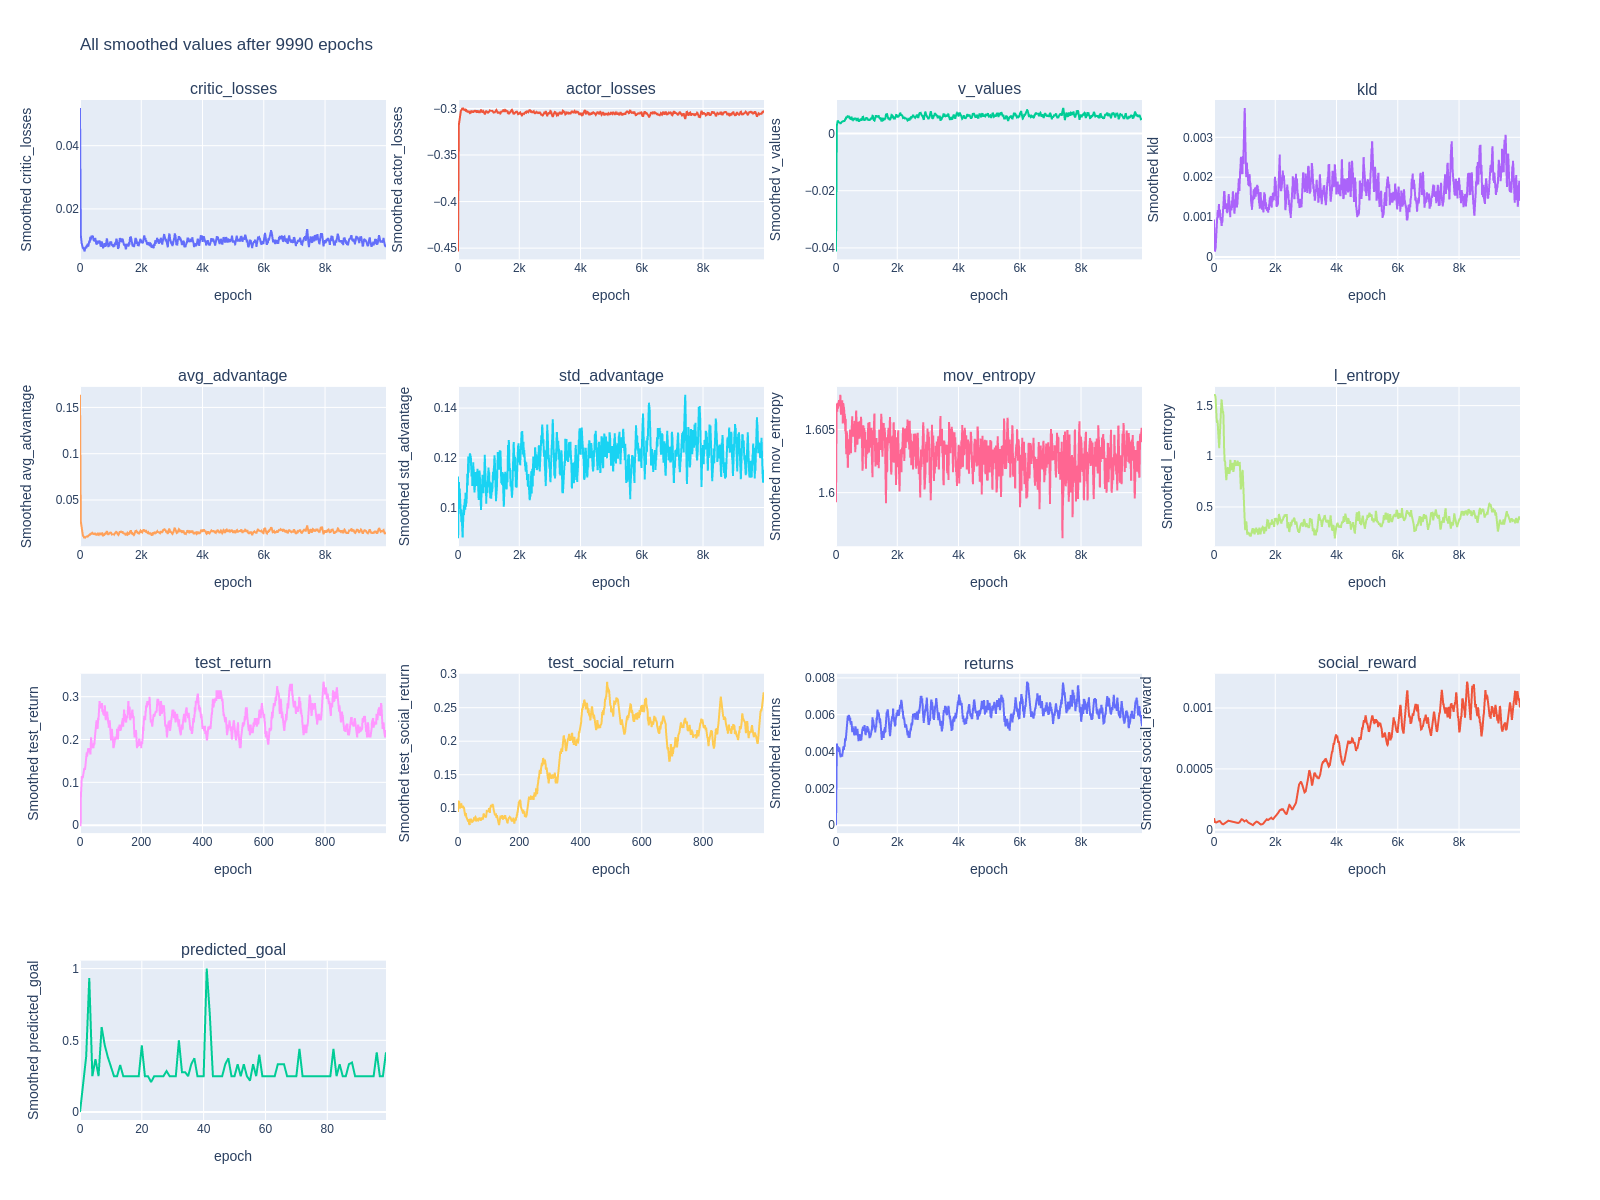 All smoothed values after 9990 epochs
critic_losses
actor_losses
v_values
kld
Smoothed critic_losses
0.04
0.02
0
2k
4k
6k
8k
epoch
Smoothed actor_losses
−0.3
−0.35
−0.4
−0.45
0
2k
4k
6k
8k
epoch
Smoothed v_values
0
−0.02
−0.04
0
2k
4k
6k
8k
epoch
Smoothed kld
0.003
0.002
0.001
0
0
2k
4k
6k
8k
epoch
avg_advantage
std_advantage
mov_entropy
l_entropy
Smoothed avg_advantage
0.15
0.1
0.05
0
2k
4k
6k
8k
epoch
Smoothed std_advantage
0.14
0.12
0.1
0
2k
4k
6k
8k
epoch
Smoothed mov_entropy
1.605
1.6
0
2k
4k
6k
8k
epoch
Smoothed l_entropy
1.5
1
0.5
0
2k
4k
6k
8k
epoch
test_return
test_social_return
returns
social_reward
Smoothed test_return
0.3
0.2
0.1
0
0
200
400
600
800
epoch
Smoothed test_social_return
0.3
0.25
0.2
0.15
0.1
0
200
400
600
800
epoch
Smoothed returns
0.008
0.006
0.004
0.002
0
0
2k
4k
6k
8k
epoch
Smoothed social_reward
0.001
0.0005
0
0
2k
4k
6k
8k
epoch
predicted_goal
Smoothed predicted_goal
1
0.5
0
0
20
40
60
80
epoch